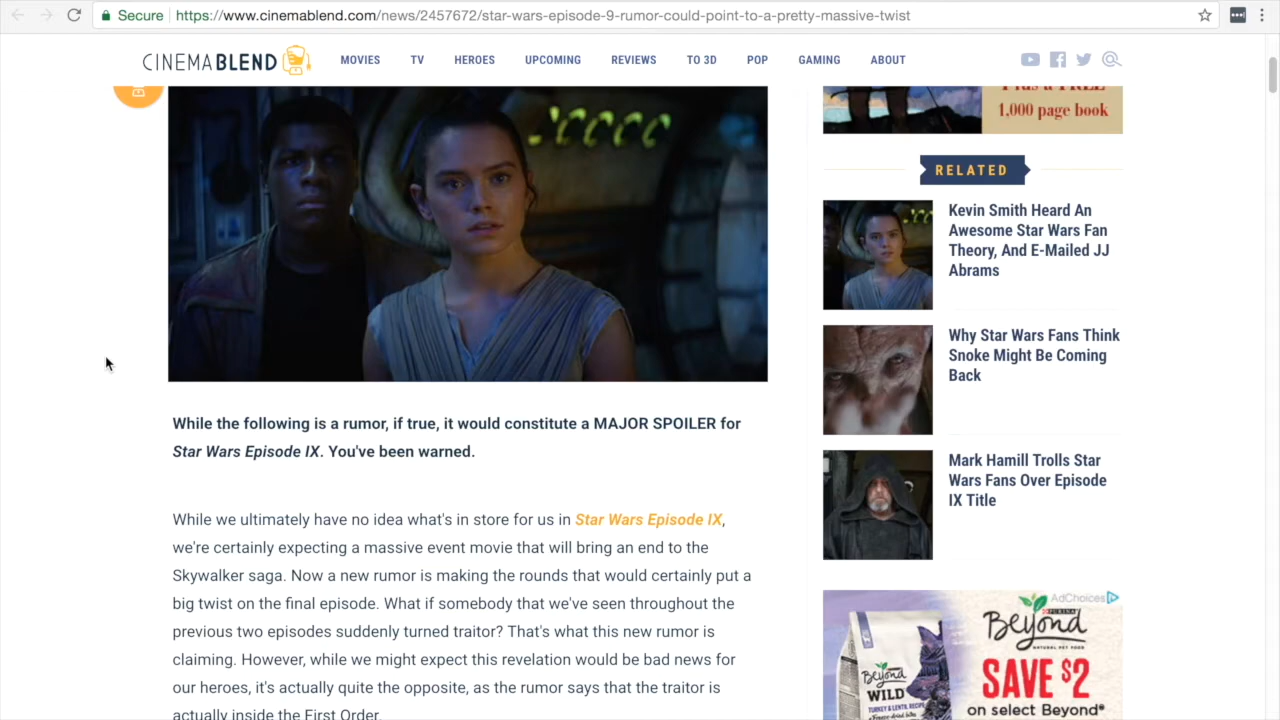 Secure
https://www.cinemablend.com/news/2457672/star-wars-episode-9-rumor-could-point-to-a-pretty-massive-twist
CINEMABLEND
MOVIES
TV
HEROES
UPCOMING
REVIEWS
TO 3D
POP
GAMING
ABOUT
While the following is a rumor, if true, it would constitute a MAJOR SPOILER for
Star Wars Episode IX. You've been warned.
While we ultimately have no idea what's in store for us in Star Wars Episode IX,
we're certainly expecting a massive event movie that will bring an end to the
Skywalker saga. Now a new rumor is making the rounds that would certainly put a
big twist on the final episode. What if somebody that we've seen throughout the
previous two episodes suddenly turned traitor? That's what this new rumor is
claiming. However, while we might expect this revelation would be bad news for
our heroes, it's actually quite the opposite, as the rumor says that the traitor is
actually inside the First Order.
Plus a FREE
1,000 page book
RELATED
Kevin Smith Heard An
Awesome Star Wars Fan
Theory, And E-Mailed JJ
Abrams
Why Star Wars Fans Think
Snoke Might Be Coming
Back
Mark Hamill Trolls Star
Wars Fans Over Episode
IX Title
AdChoices
PURINA
Beyond
NATURAL PET FOOD
SAVE $2
on select Beyond*
Beyond
WILD
TURKEY & LENTIL RECIPE